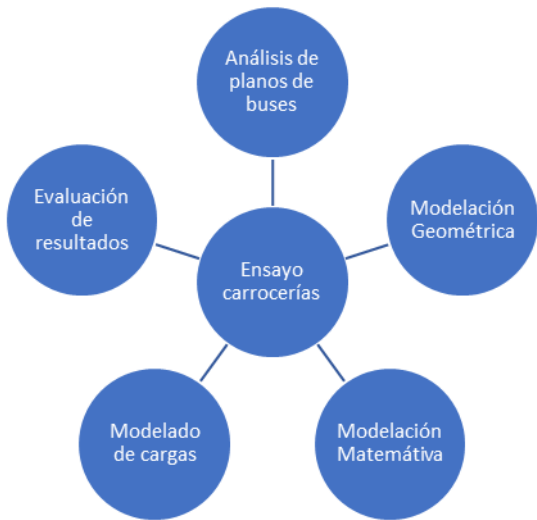 Análisis de
planos de
buses
Evaluación
de
resultados
Modelación
Geométrica
Ensayo
carrocerías
Modelado
de cargas
Modelación
Matemátiva